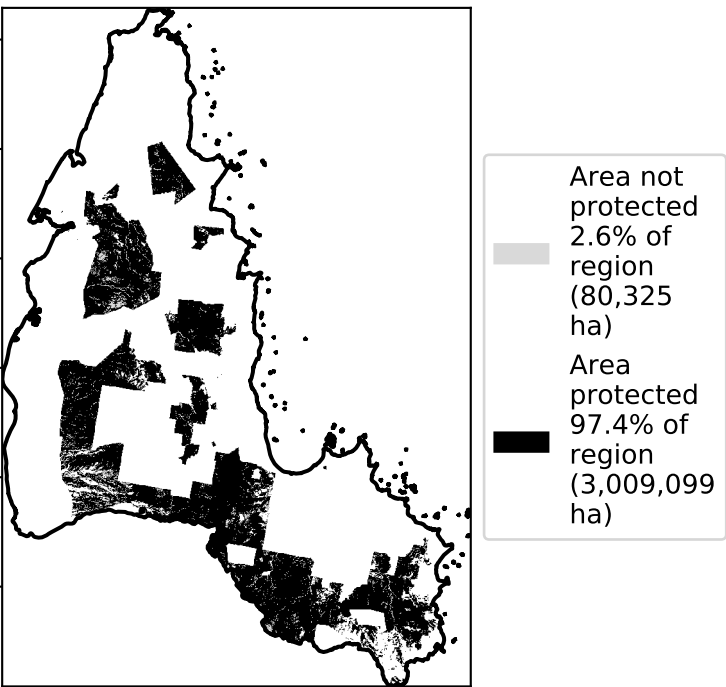 Area not
protected
2.6% of
region
(80,325
ha)
Area
protected
97.4% of
region
(3,009,099
ha)